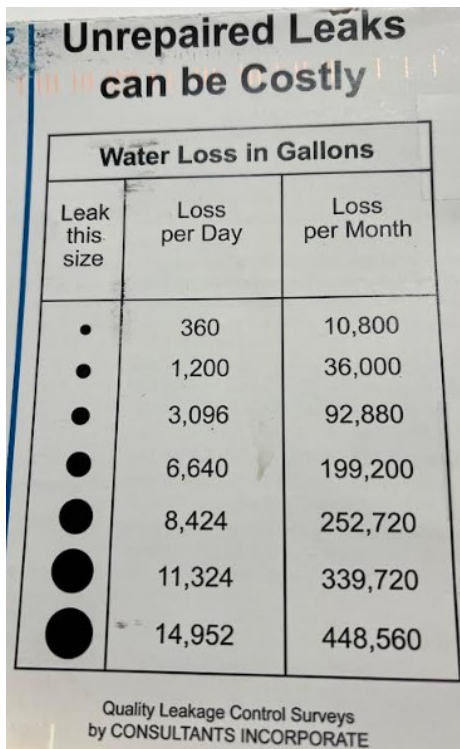 5
Unrepaired Leaks
can be Costly
Water Loss in Gallons
Leak
this
size
Loss
per Day
Loss
per Month
360 10,800
1,200 36,000
3,096 92,880
6,640 199,200
8,424 252,720
11,324 339,720
14,952 448,560
Quality Leakage Control Surveys
by CONSULTANTS INCORPORATE